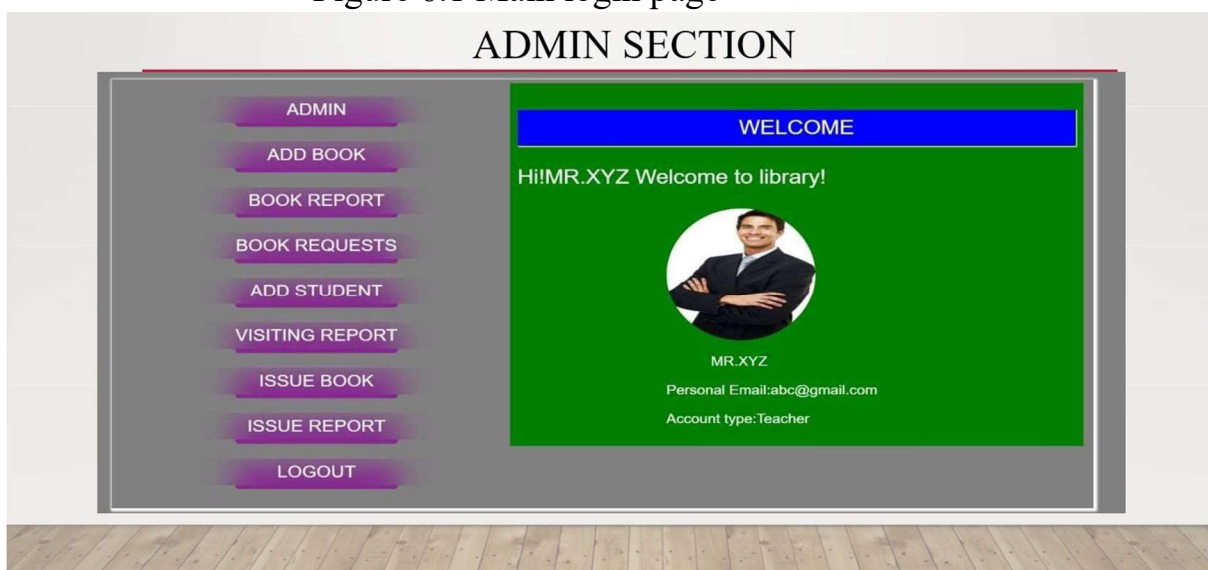 Figure 6.1 Main login page
ADMIN SECTION
ADMIN
ADD BOOK
BOOK REPORT
BOOK REQUESTS
ADD STUDENT
VISITING REPORT
ISSUE BOOK
ISSUE REPORT
LOGOUT
WELCOME
Hi!MR.XYZ Welcome to library!
MR.XYZ
Personal Email:abc@gmail.com
Account type:Teacher